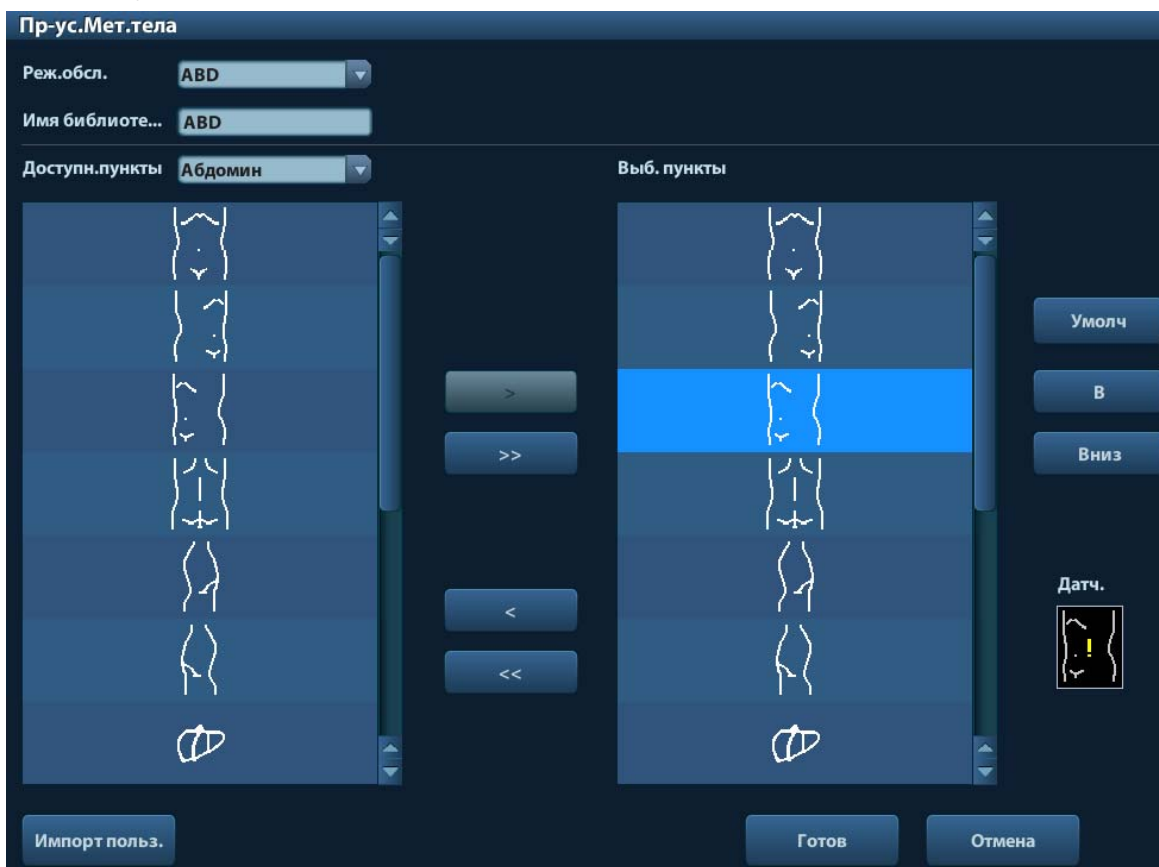 Пр-ус.Мет.тела
Реж.обсл. ABD
Имя библиоте... ABD
Доступн.пункты Абдомин Выб. пункты
>
>>
<
<<
Умолч
В
Вниз
Датч.
Импорт польз. Готов Отмена